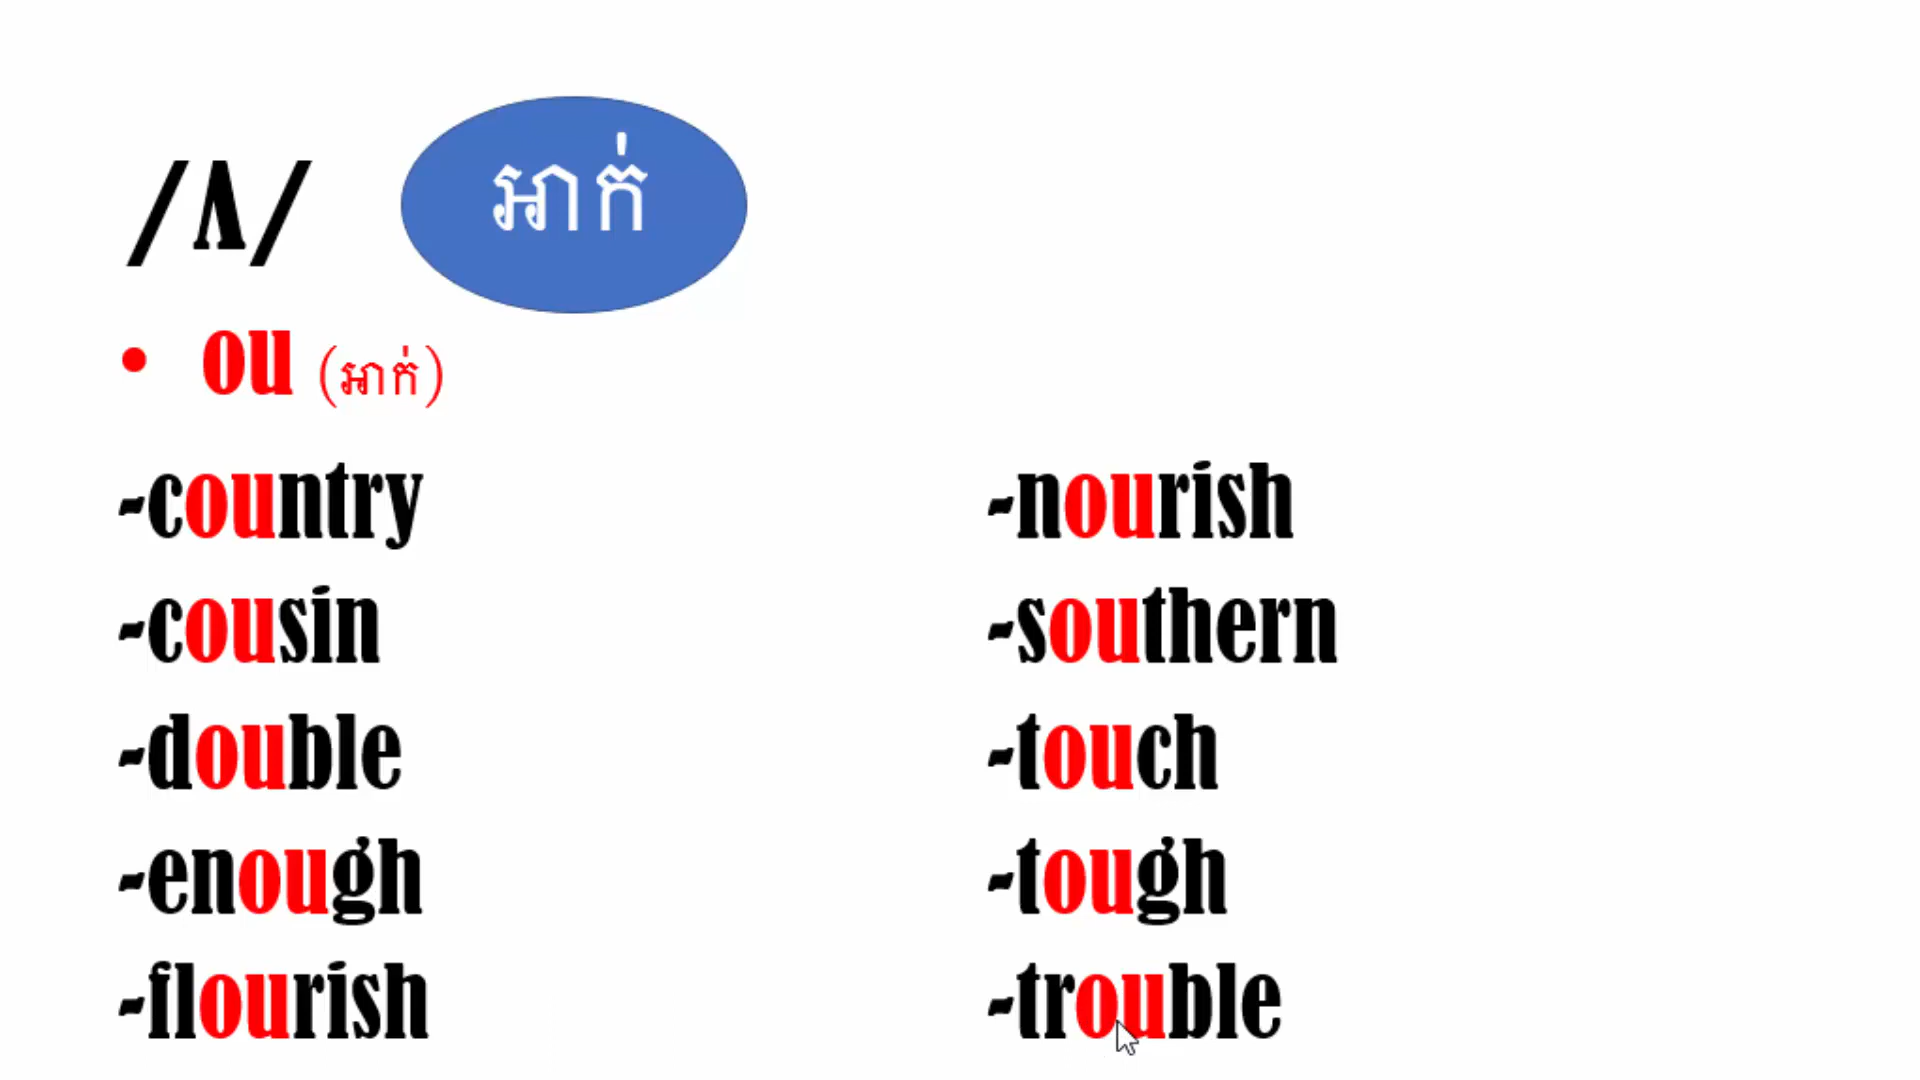 /ʌ/ អាក់
• ou (អាក់)
-country
-cousin
-double
-enough
-flourish
-nourish
-southern
-touch
-tough
-trouble